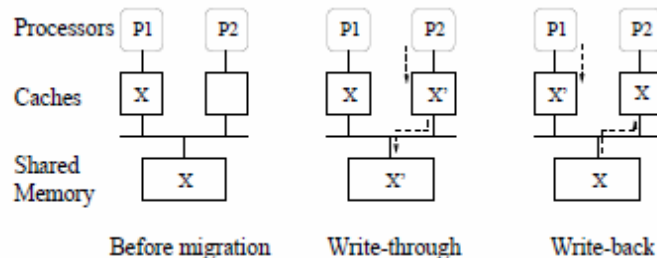 Processors P1 P2 P1 P2 P1 P2
Caches X X X' X' X
Shared
Memory X X' X
Before migration Write-through Write-back